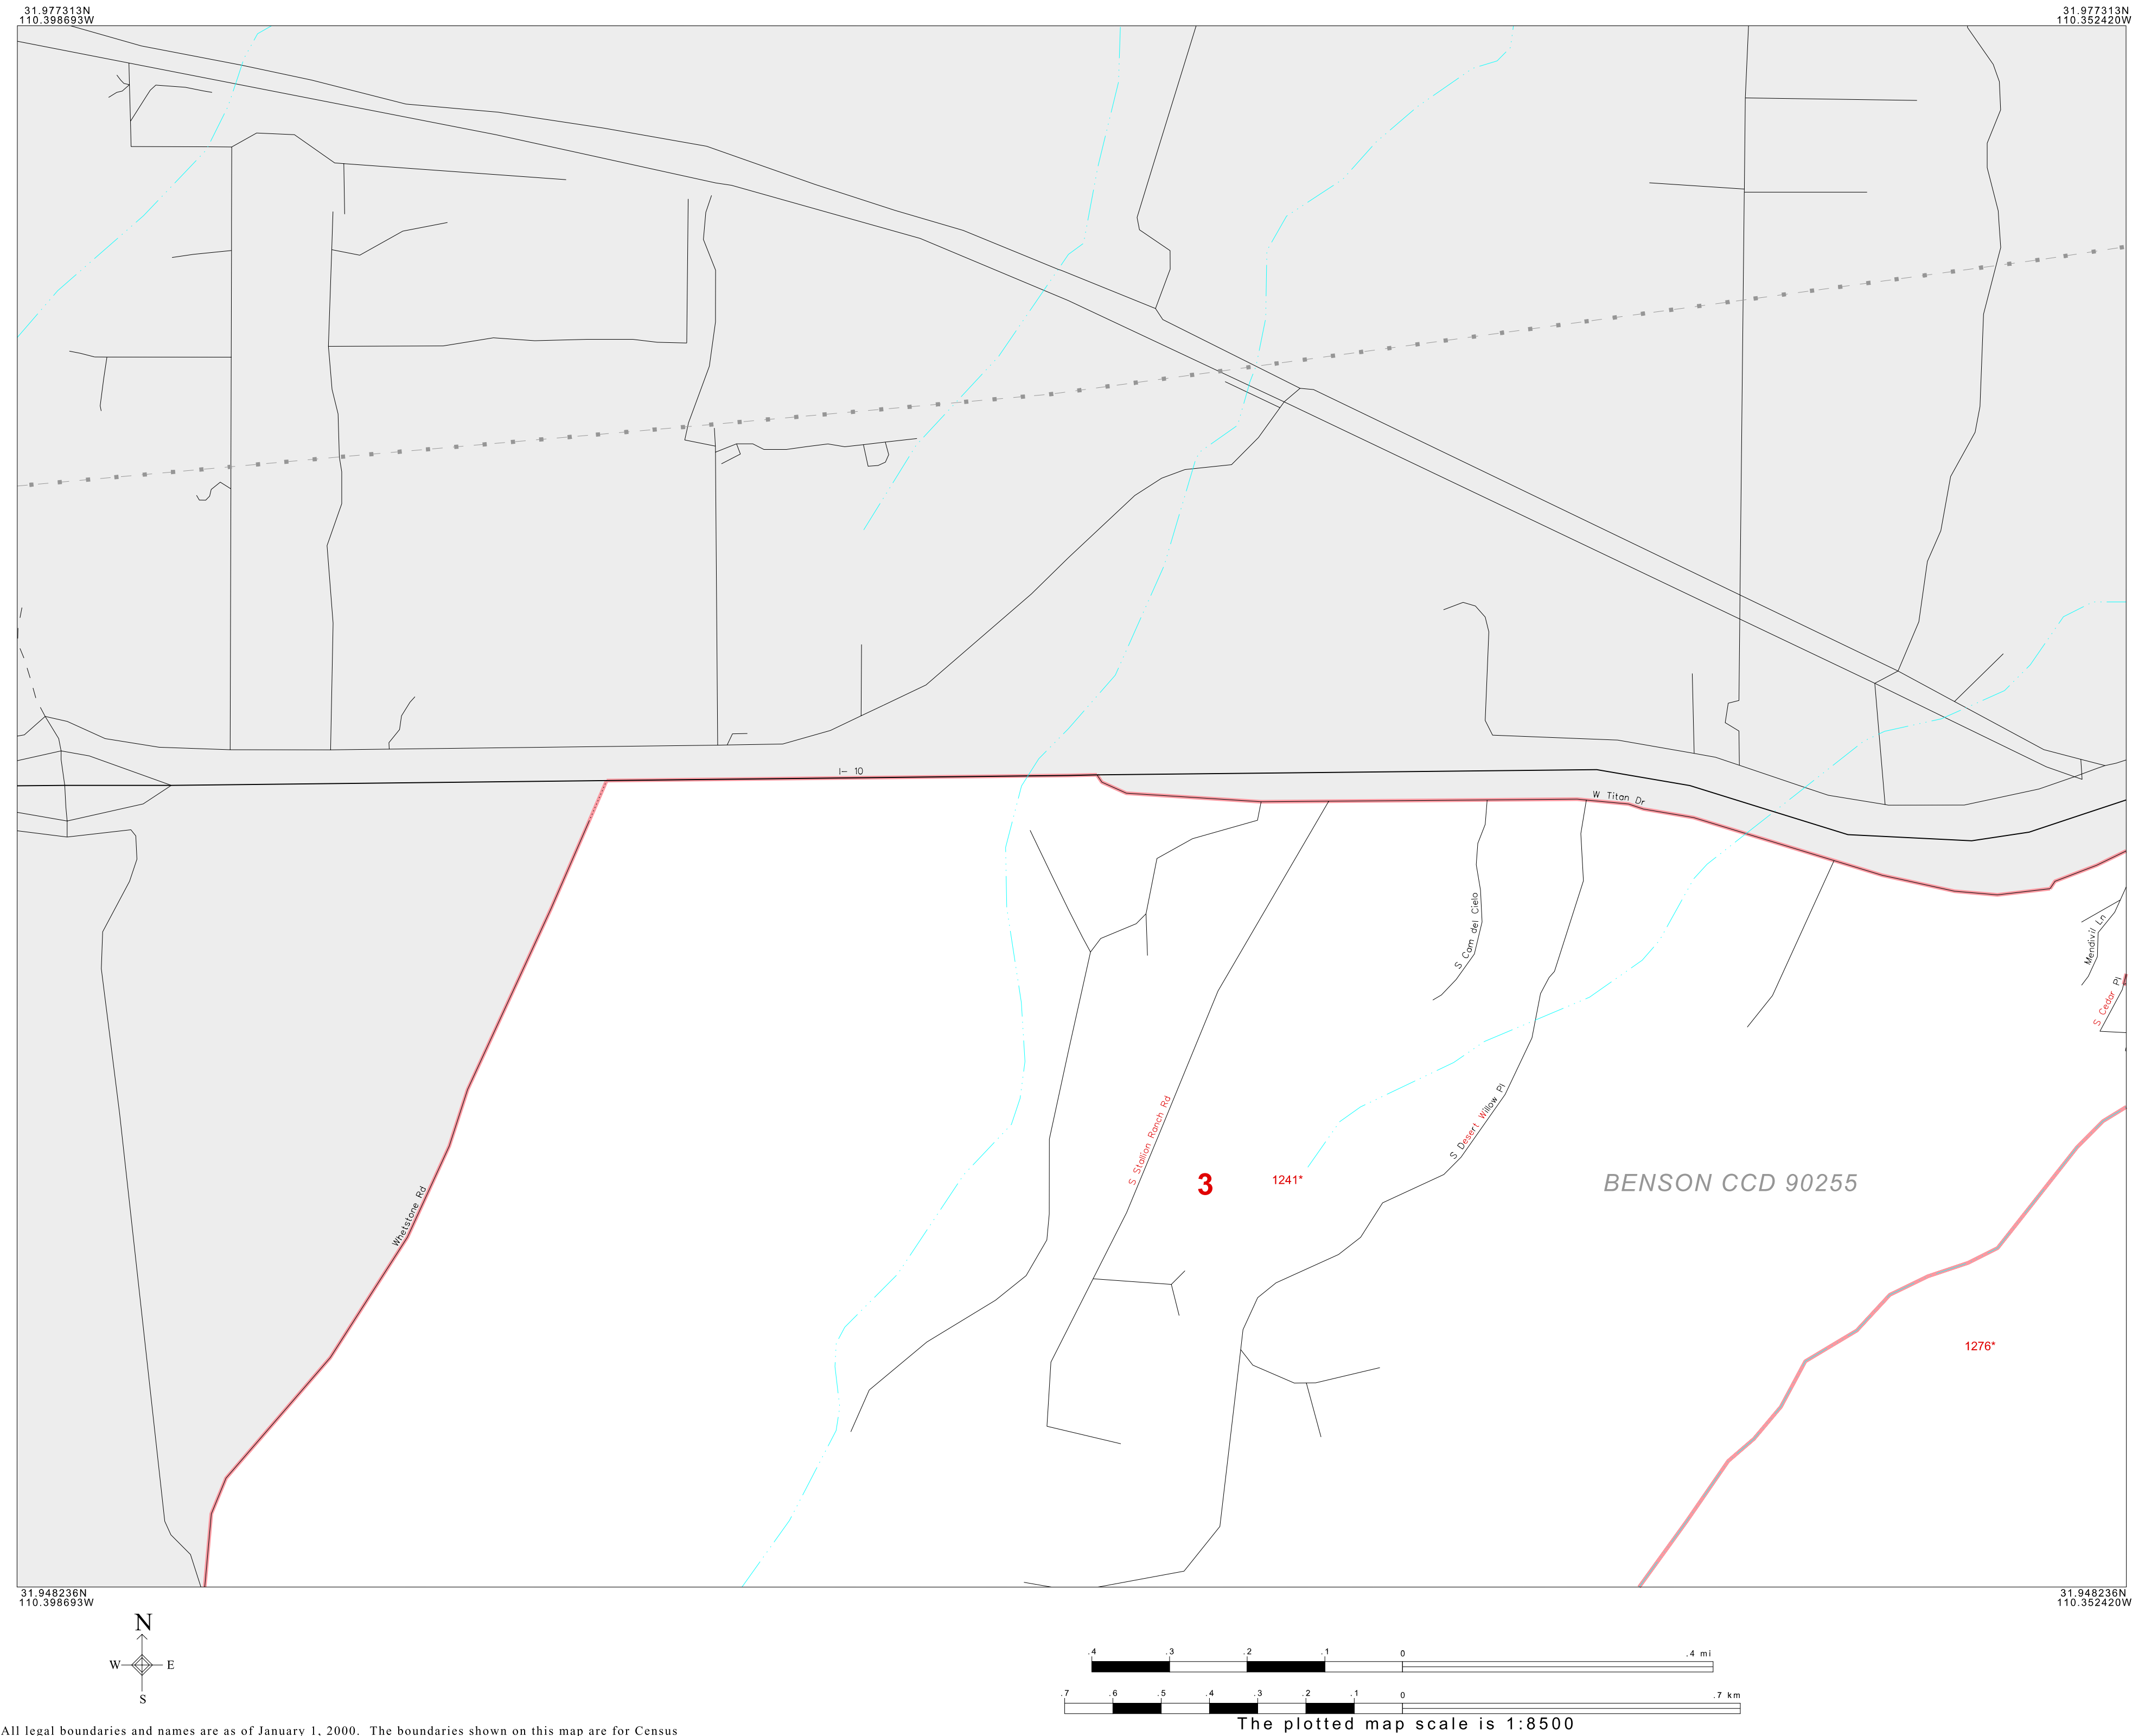 31.977313N
110.398693W
31.977313N
110.352420W
I- 10
W Titan Dr
S Cam del Cielo
Mendivil Ln
S Cedar Pl
S Stallion Ranch Rd
S Desert Willow Pl
Whetstone Rd
3
1241*
BENSON CCD 90255
1276*
31.948236N
110.398693W
31.948236N
110.352420W
N
W E
S
.4 .3 .2 .1 0 .4 mi
.7 .6 .5 .4 .3 .2 .1 0 .7 km
The plotted map scale is 1:8500
All legal boundaries and names are as of January 1, 2000. The boundaries shown on this map are for Census